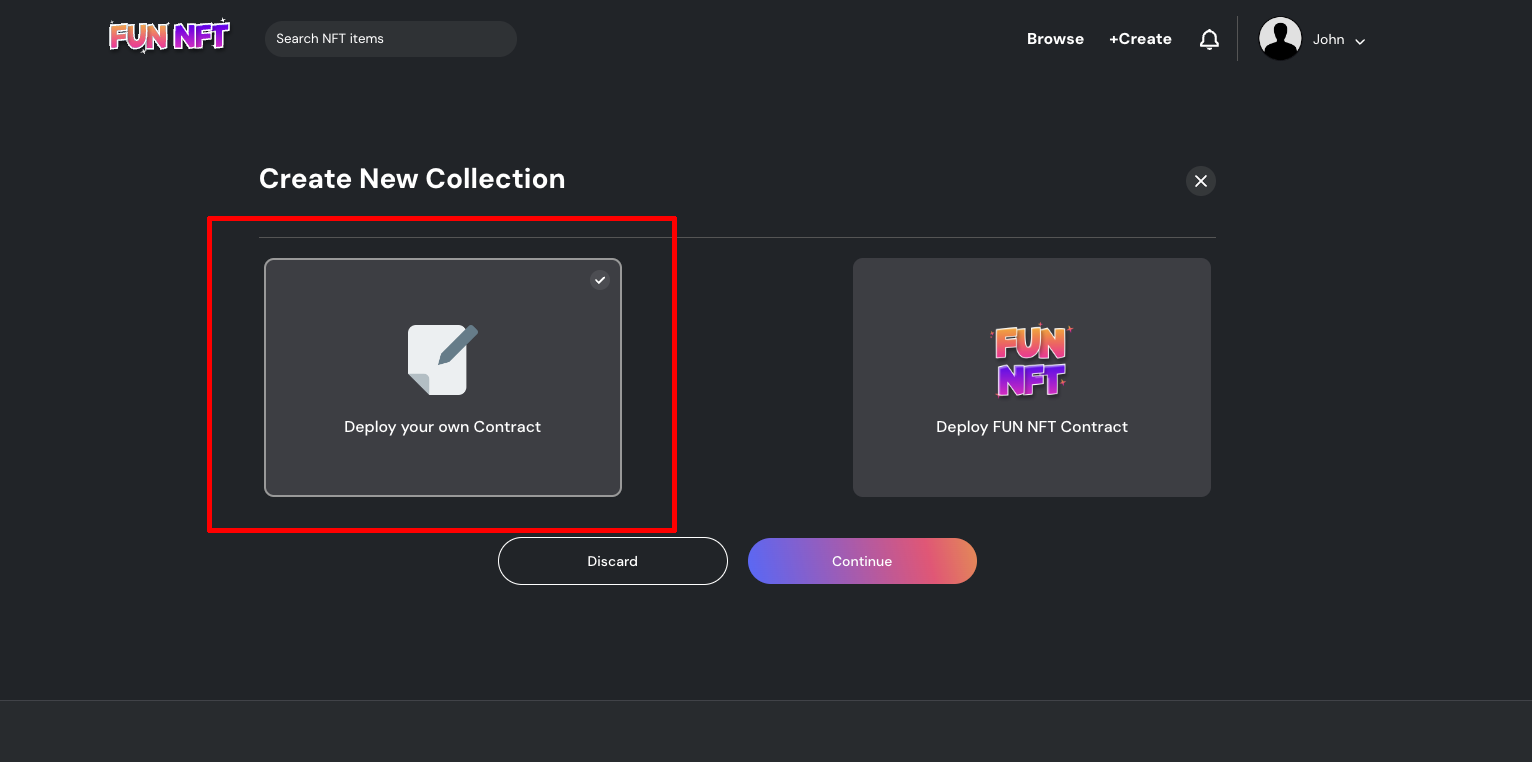 FUN NFT
Search NFT items
Browse
+Create
John
Create New Collection
Deploy your own Contract
FUN
NFT
Deploy FUN NFT Contract
Discard
Continue